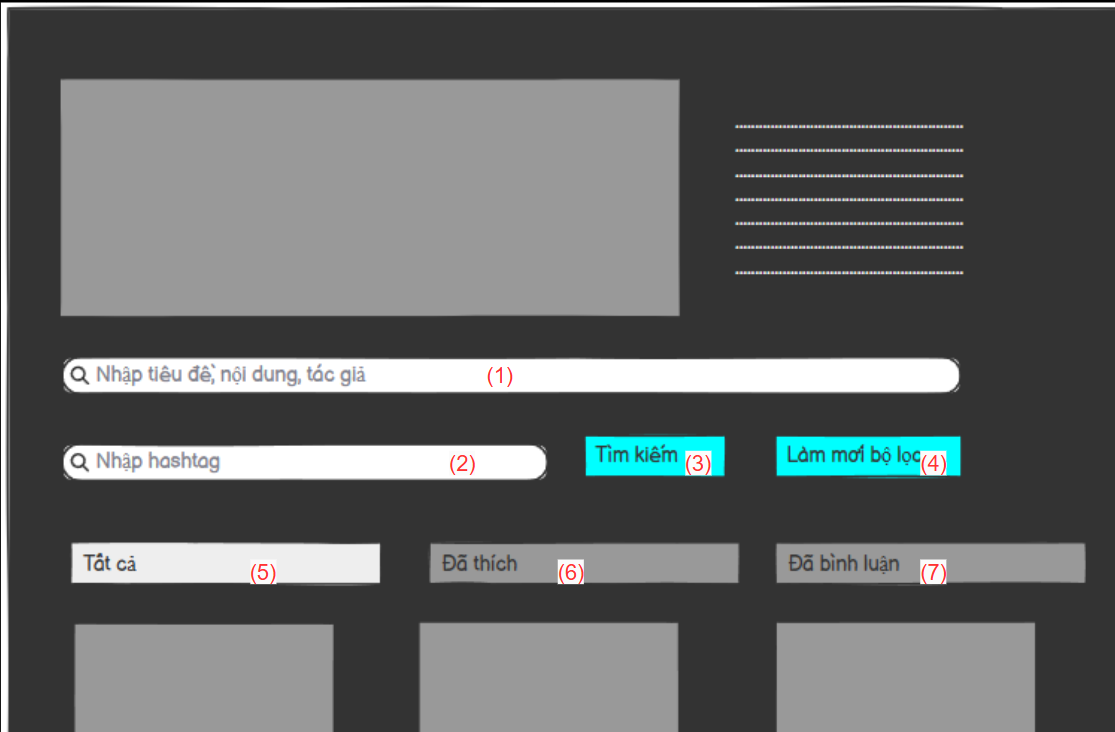 Nhập tiêu đề, nội dung, tác giả (1)
Nhập hashtag (2) Tìm kiếm (3) Làm mới bộ lọc (4)
Tất cả (5) Đã thích (6) Đã bình luận (7)